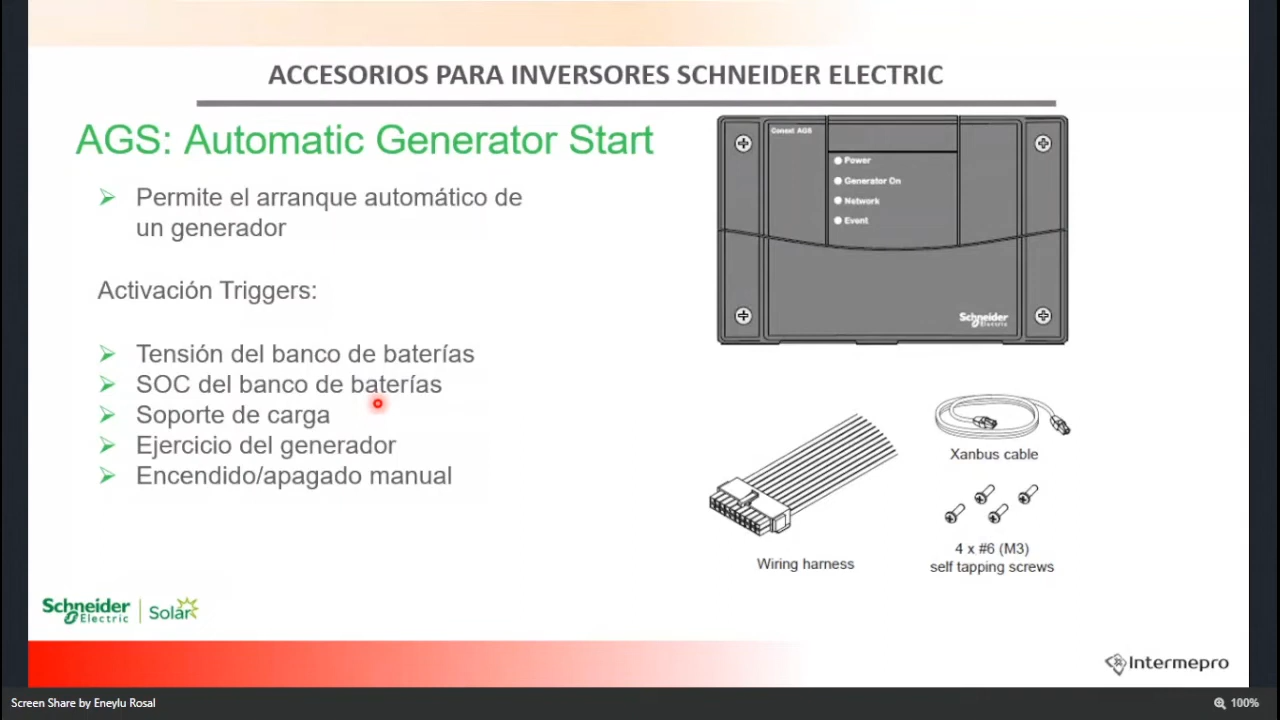 ACCESORIOS PARA INVERSORES SCHNEIDER ELECTRIC
AGS: Automatic Generator Start
Permite el arranque automático de
un generador
Activación Triggers:
Tensión del banco de baterías
SOC del banco de baterías
Soporte de carga
Ejercicio del generador
Encendido/apagado manual
Conext AGS
Power
Generator On
Network
Event
Schneider
Electric
Xanbus cable
Wiring harness
4 x #6 (M3)
self tapping screws
Schneider
Electric
Solar
Intermepro
Screen Share by Eneylu Rosal
100%